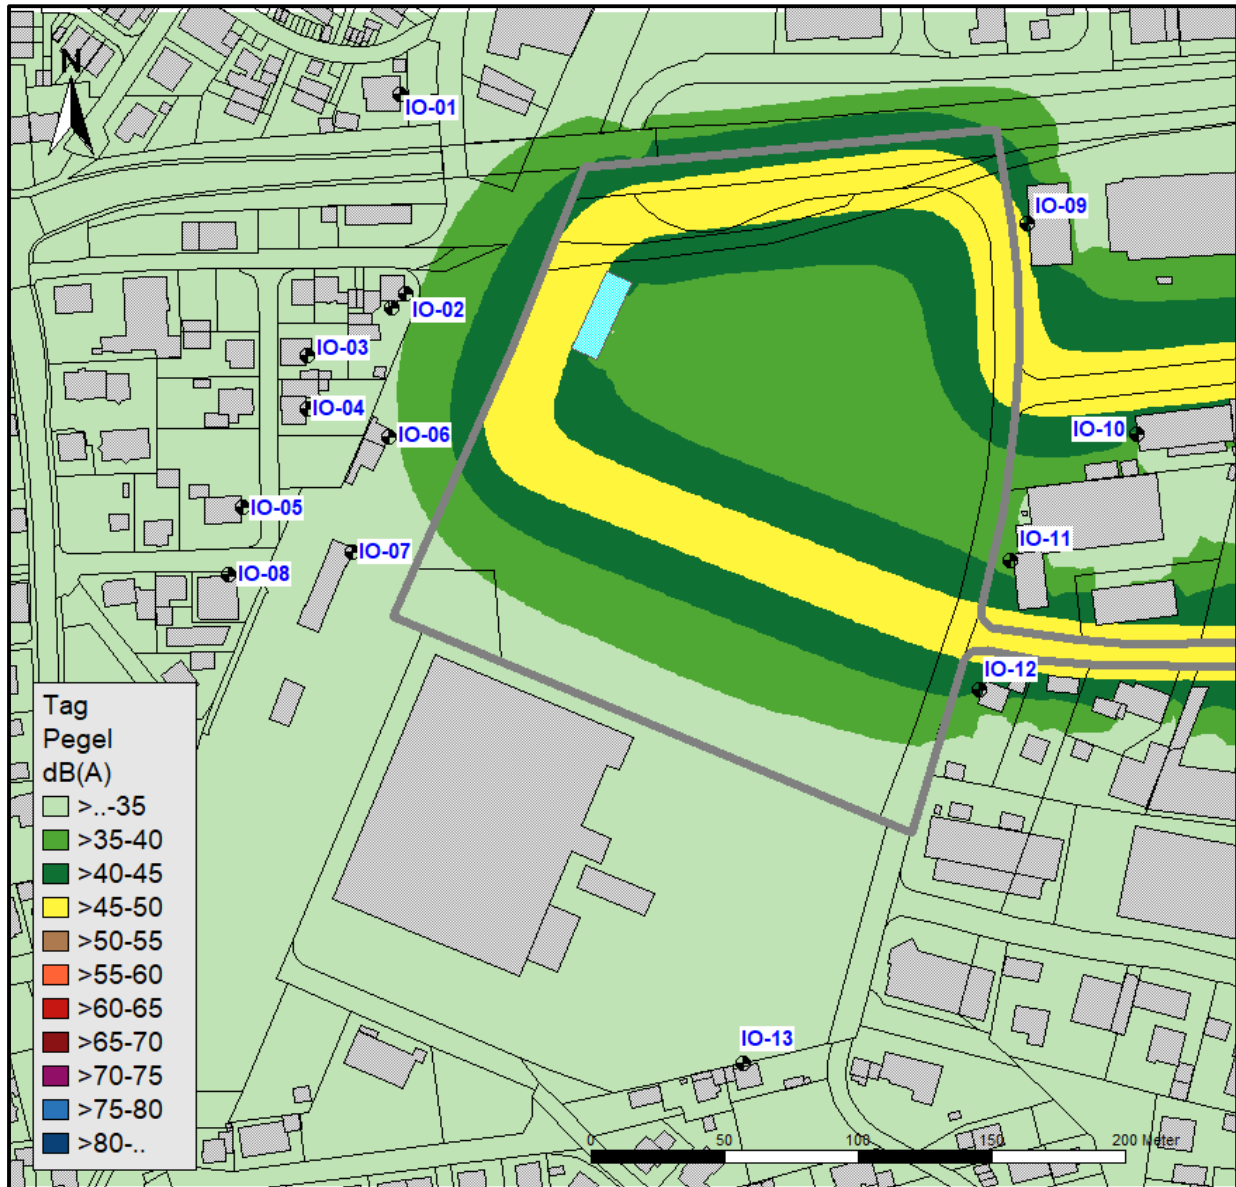 N
IO-01
IO-09
IO-02
IO-03
IO-04
IO-10
IO-06
IO-05
IO-11
IO-07
IO-08
IO-12
Tag
Pegel
dB(A)
>..-35
>35-40
>40-45
>45-50
>50-55
>55-60
>60-65
>65-70
>70-75
>75-80
>80-..
IO-13
0 50 100 150 200 Meter